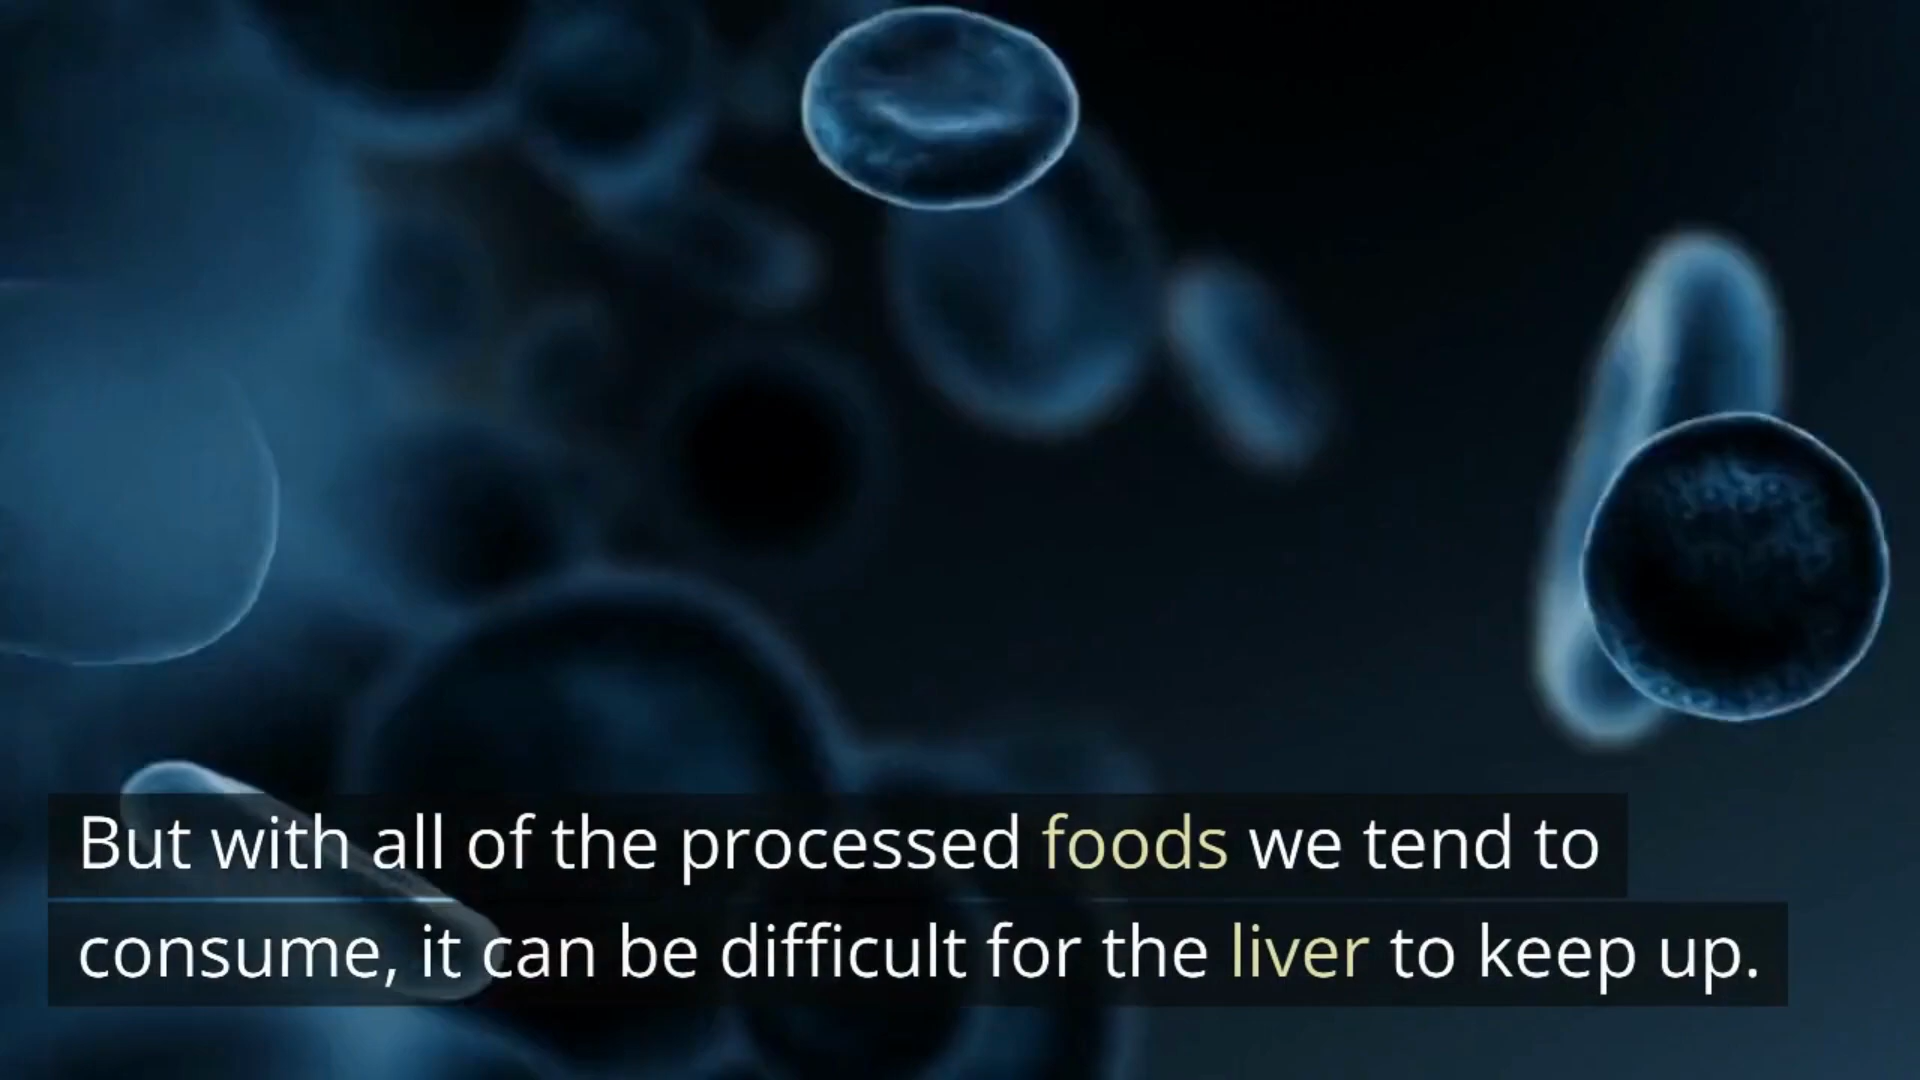 But with all of the processed foods we tend to
consume, it can be difficult for the liver to keep up.